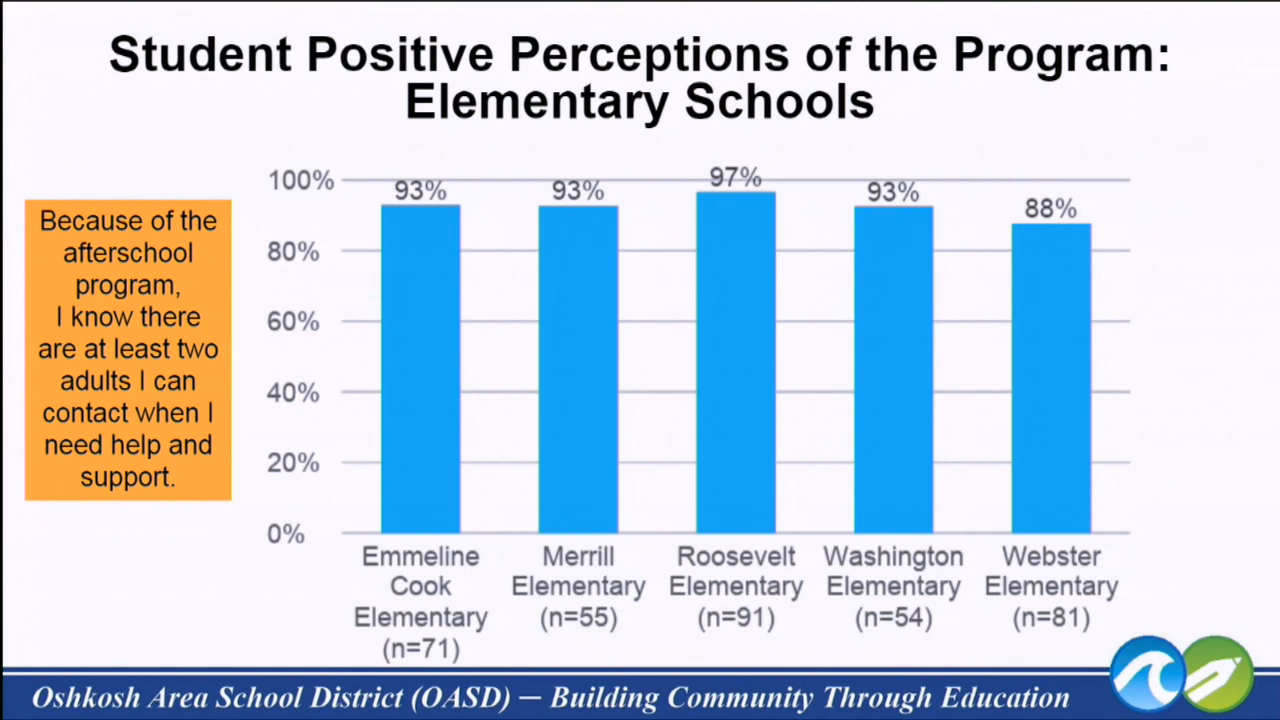 Student Positive Perceptions of the Program:
Elementary Schools
Because of the
afterschool
program,
I know there
are at least two
adults I can
contact when I
need help and
support.
100%
80%
60%
40%
20%
0%
93%
93%
97%
93%
88%
Emmeline
Cook
Elementary
(n=71)
Merrill
Elementary
(n=55)
Roosevelt
Elementary
(n=91)
Washington
Elementary
(n=54)
Webster
Elementary
(n=81)
Oshkosh Area School District (OASD) — Building Community Through Education